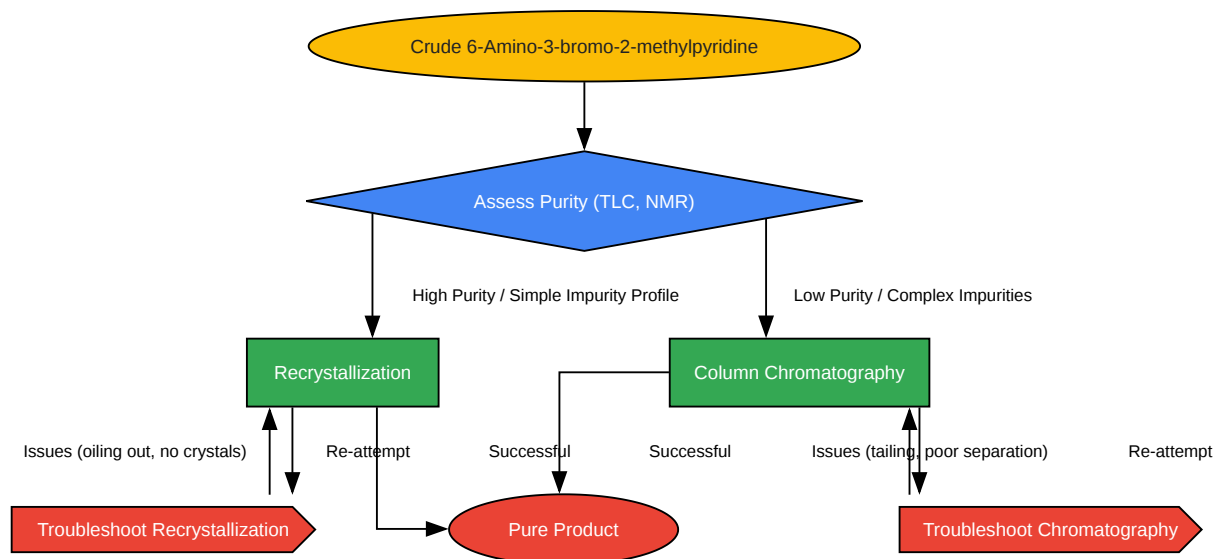 Crude 6-Amino-3-bromo-2-methylpyridine
Assess Purity (TLC, NMR)
High Purity / Simple Impurity Profile
Low Purity / Complex Impurities
Recrystallization
Column Chromatography
Issues (oiling out, no crystals)
Re-attempt
Successful
Successful
Issues (tailing, poor separation)
Re-attempt
Troubleshoot Recrystallization
Pure Product
Troubleshoot Chromatography